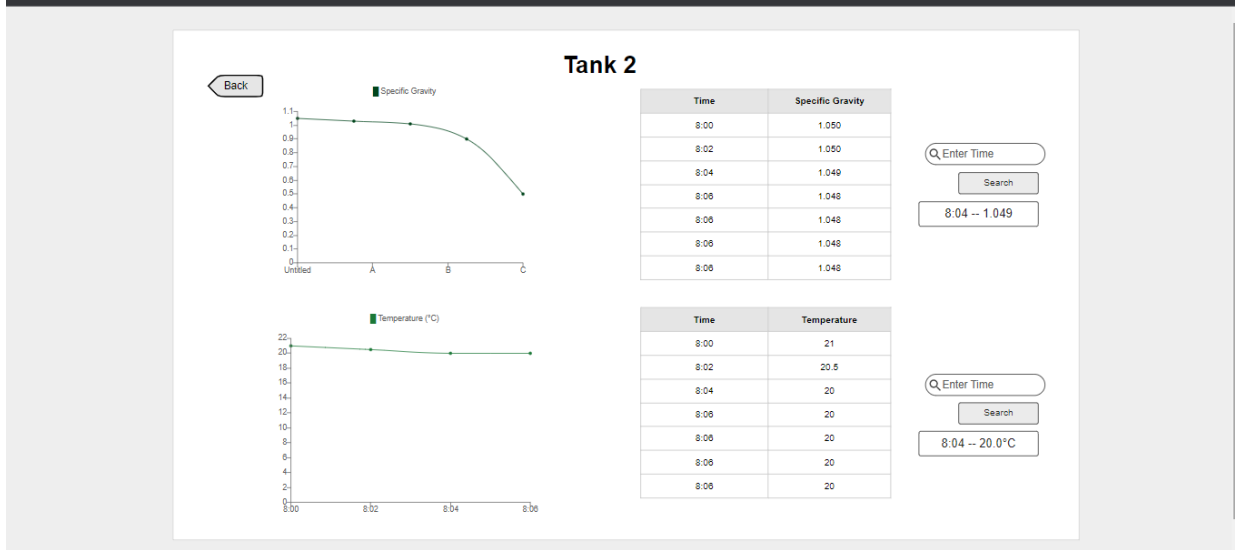 Tank 2
Back
Specific Gravity
1.1
1
0.9
0.8
0.7
0.6
0.5
0.4
0.3
0.2
0.1
0
Untitled A B C
Time Specific Gravity
8:00 1.050
8:02 1.050
8:04 1.049
8:06 1.048
8:06 1.048
8:06 1.048
8:06 1.048
Enter Time
Search
8:04 -- 1.049
Temperature (°C)
22
20
18
16
14
12
10
8
6
4
2
0
8:00 8:02 8:04 8:06
Time Temperature
8:00 21
8:02 20.5
8:04 20
8:06 20
8:06 20
8:06 20
8:06 20
Enter Time
Search
8:04 -- 20.0°C